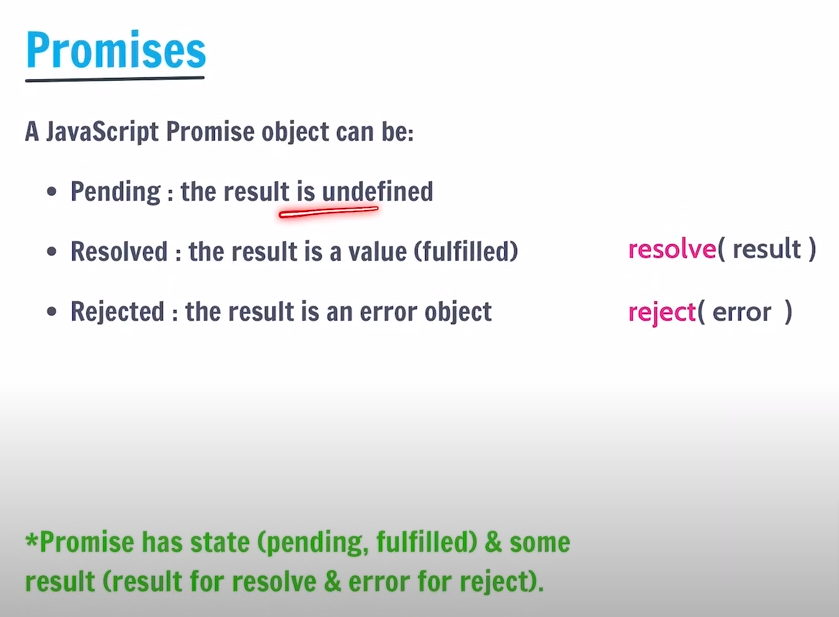 Promises
A JavaScript Promise object can be:
• Pending : the result is undefined
• Resolved : the result is a value (fulfilled) resolve( result )
• Rejected : the result is an error object reject( error )
*Promise has state (pending, fulfilled) & some
result (result for resolve & error for reject).